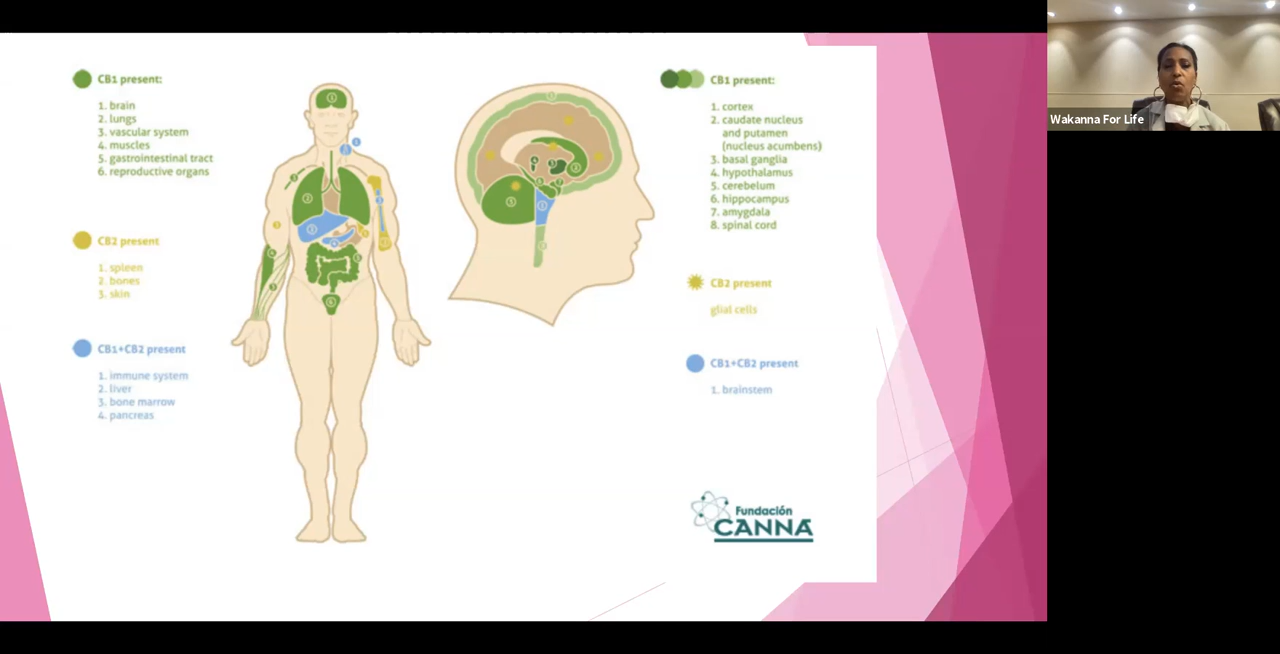 CB1 present:
1. brain
2. lungs
3. vascular system
4. muscles
5. gastrointestinal tract
6. reproductive organs
CB2 present
1. spleen
2. bones
3. skin
CB1+CB2 present
1. immune system
2. liver
3. bone marrow
4. pancreas
CB1 present:
1. cortex
2. caudate nucleus
and putamen
(nucleus acumbens)
3. basal ganglia
4. hypothalamus
5. cerebelum
6. hippocampus
7. amygdala
8. spinal cord
CB2 present
glial cells
CB1+CB2 present
1. brainstem
Fundación
CANNA
Wakanna For Life